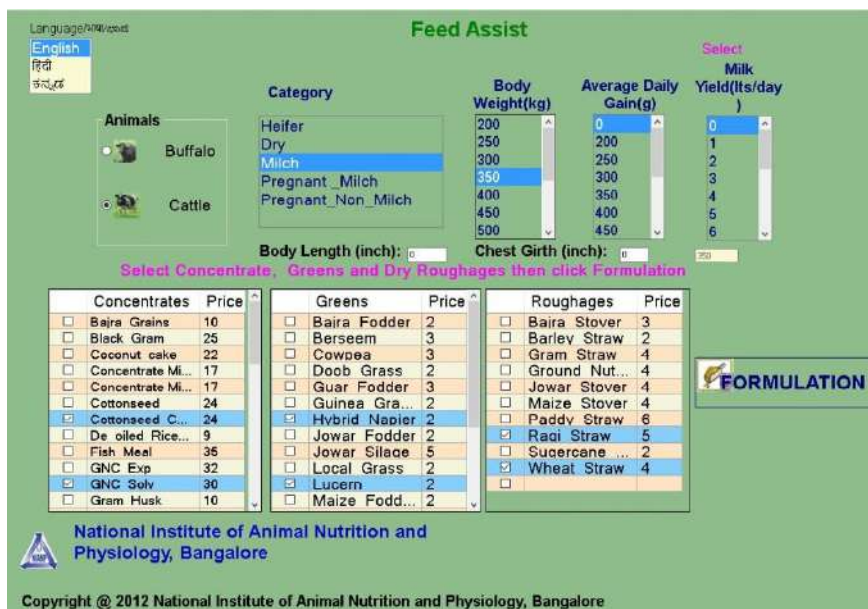 Feed Assist
Language/भाषा/ಭಾಷೆ
English
हिंदी
ಕನ್ನಡ
Animals
Buffalo
Cattle
Category
Heifer
Dry
Milch
Pregnant _Milch
Pregnant_Non_Milch
Body
Weight(kg)
200
250
300
350
400
450
500
Average Daily
Gain(g)
0
200
250
300
350
400
450
Select
Milk
Yield(lts/day
)
0
1
2
3
4
5
6
Body Length (inch): 0
Chest Girth (inch): 0
350
Select Concentrate, Greens and Dry Roughages then click Formulation
Concentrates Price
Bajra Grains 10
Black Gram 25
Coconut cake 22
Concentrate Mi... 17
Concentrate Mi... 17
Cottonseed 24
Cottonseed C... 24
De oiled Rice... 9
Fish Meal 35
GNC Exp 32
GNC Solv 30
Gram Husk 10
Greens Price
Bajra Fodder 2
Berseem 3
Cowpea 3
Doob Grass 2
Guar Fodder 3
Guinea Gra... 2
Hybrid Napier 2
Jowar Fodder 2
Jowar Silage 5
Local Grass 2
Lucern 2
Maize Fodd... 2
Roughages Price
Bajra Stover 3
Barley Straw 2
Gram Straw 4
Ground Nut... 4
Jowar Stover 4
Maize Stover 4
Paddy Straw 6
Ragi Straw 5
Sugercane ... 2
Wheat Straw 4
FORMULATION
National Institute of Animal Nutrition and
Physiology, Bangalore
Copyright @ 2012 National Institute of Animal Nutrition and Physiology, Bangalore